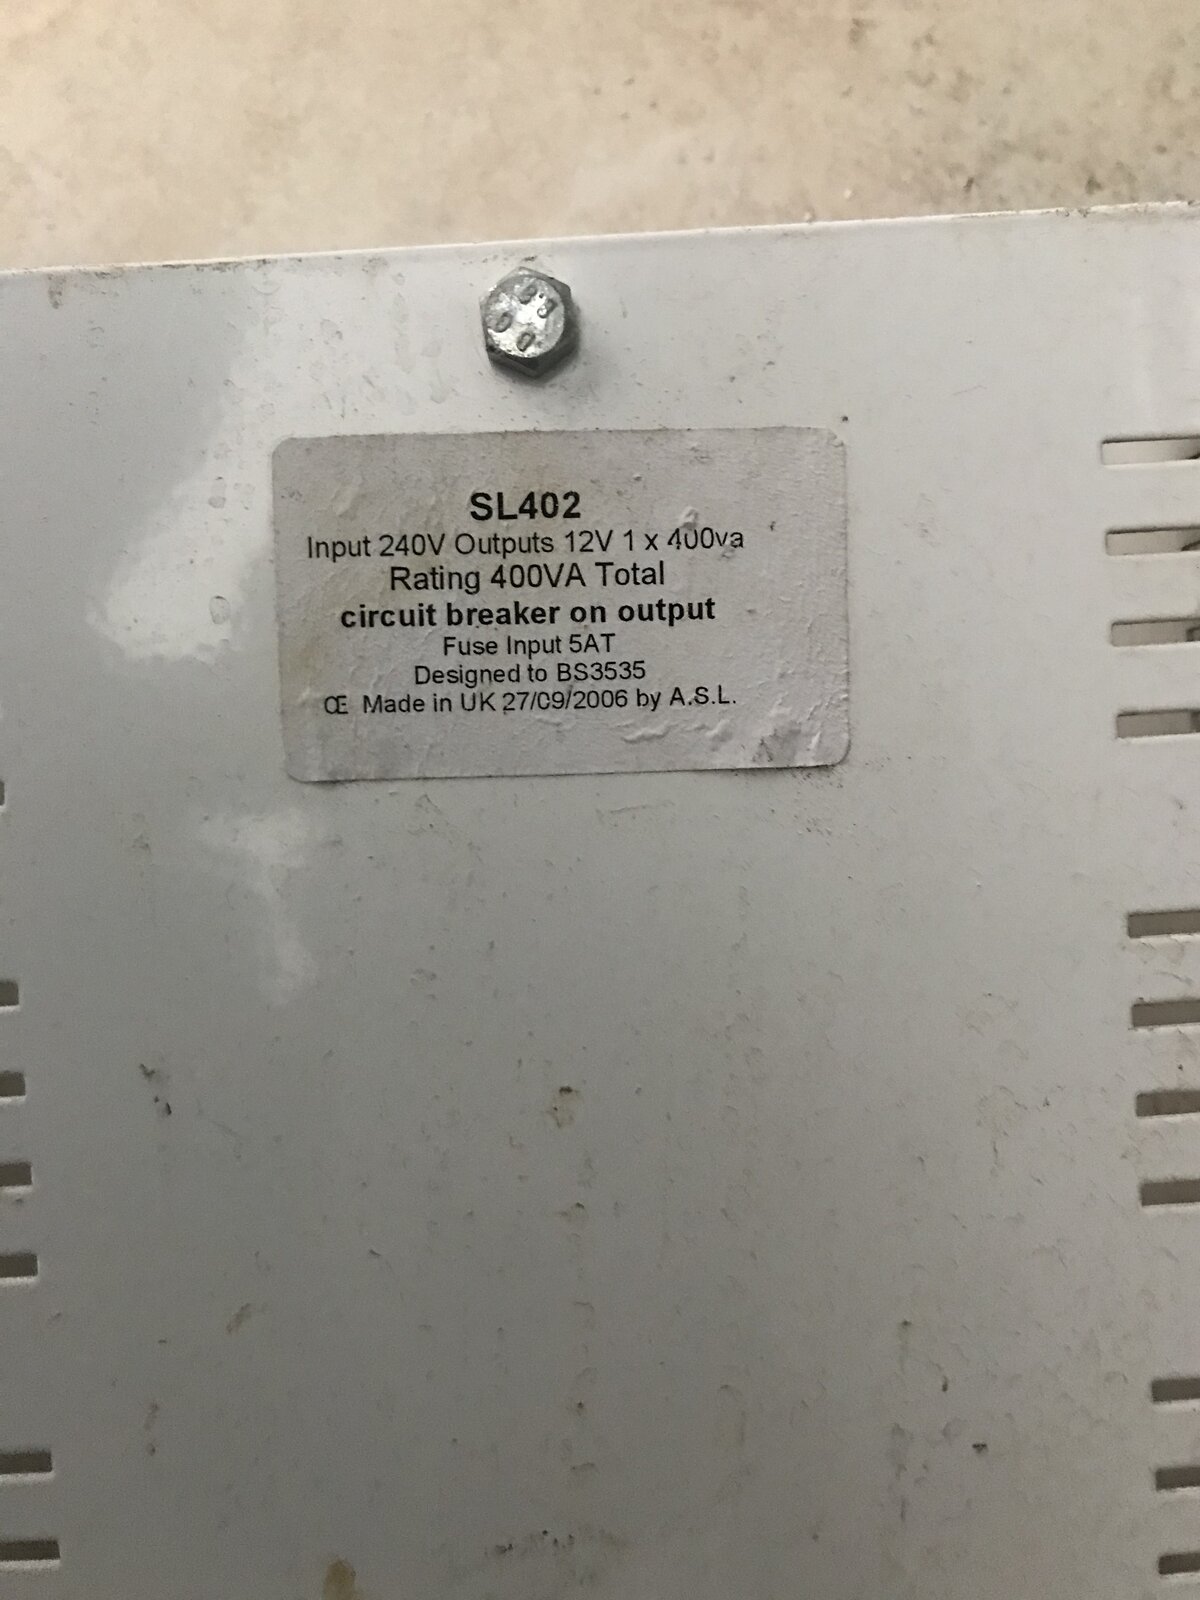 SL402
Input 240V Outputs 12V 1 x 400va
Rating 400VA Total
circuit breaker on output
Fuse Input 5AT
Designed to BS3535
CE Made in UK 27/09/2006 by A.S.L.